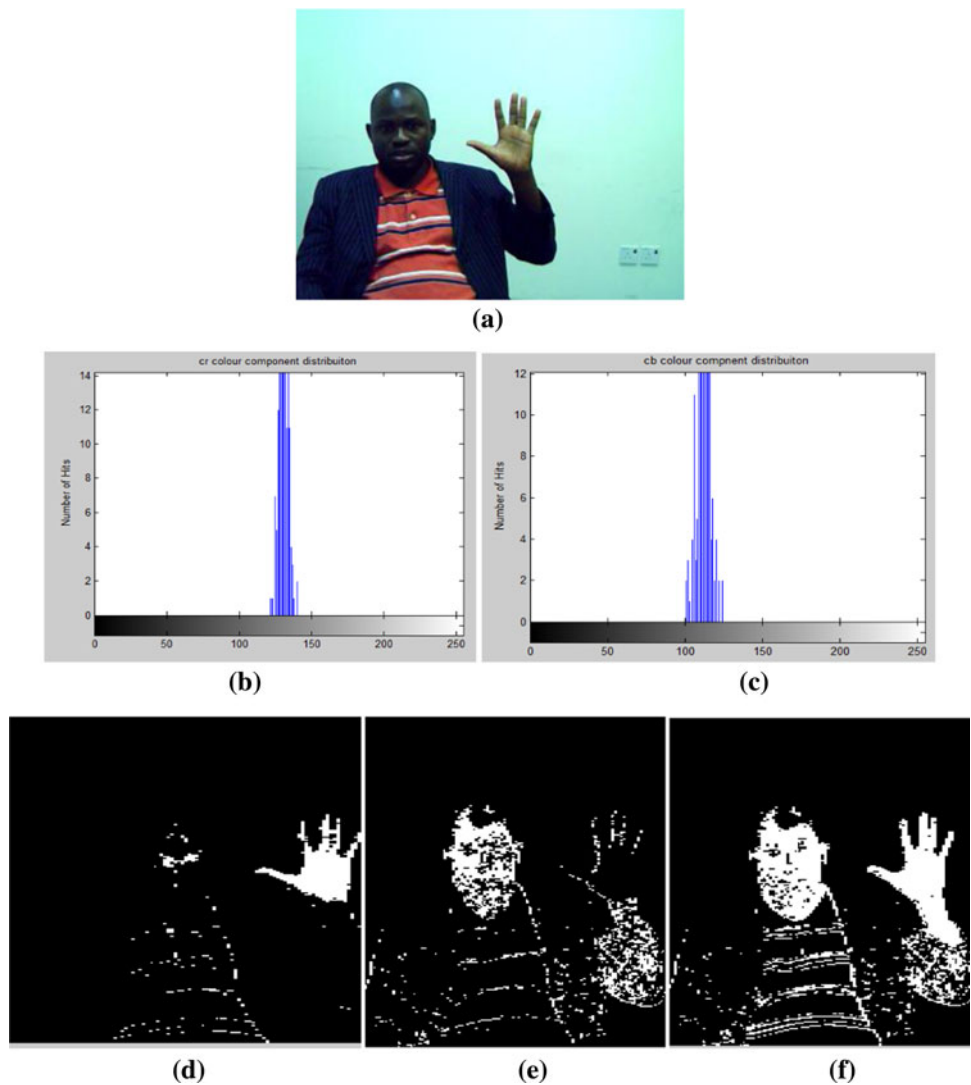 (a)
cr colour component distribuiton
Number of Hits
14
12
10
8
6
4
2
0
0 50 100 150 200 250
(b)
cb colour compnent distribuiton
Number of Hits
12
10
8
6
4
2
0
0 50 100 150 200 250
(c)
(d) (e) (f)